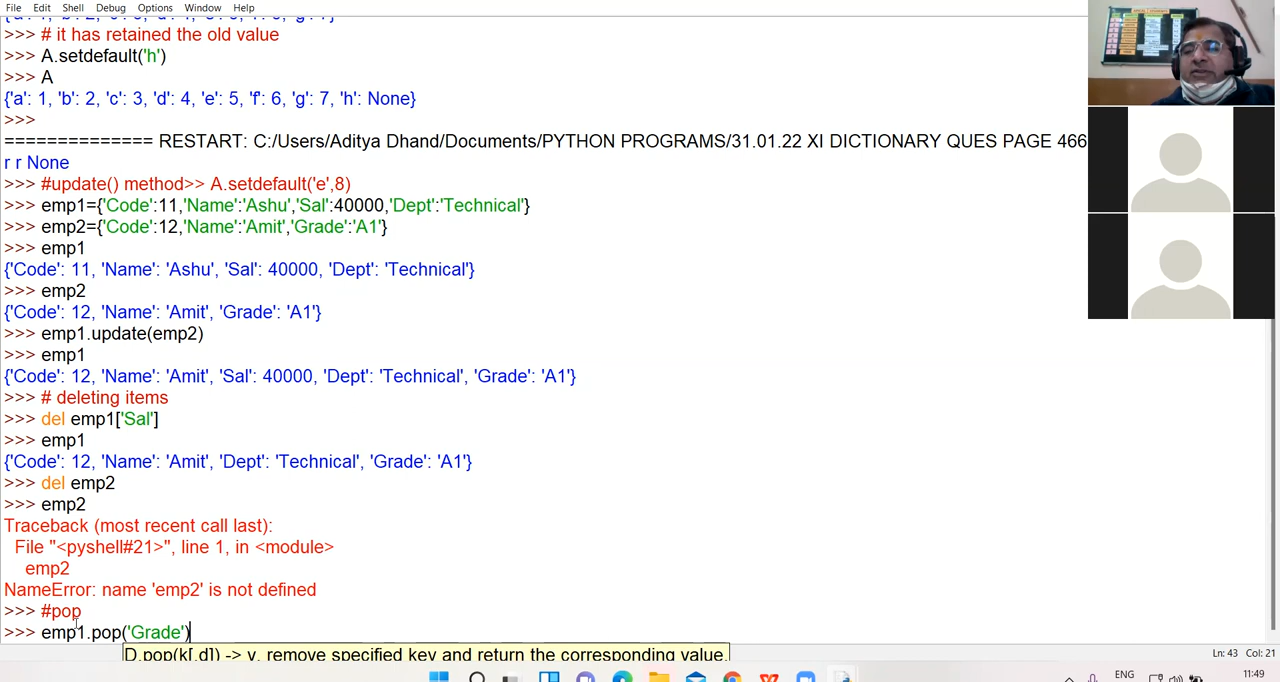 File Edit Shell Debug Options Window Help
>>> # it has retained the old value
>>> A.setdefault('h')
>>> A
{'a': 1, 'b': 2, 'c': 3, 'd': 4, 'e': 5, 'f': 6, 'g': 7, 'h': None}
>>>
============== RESTART: C:/Users/Aditya Dhand/Documents/PYTHON PROGRAMS/31.01.22 XI DICTIONARY QUES PAGE 466
r r None
>>> #update() method>> A.setdefault('e',8)
>>> emp1={'Code':11,'Name':'Ashu','Sal':40000,'Dept':'Technical'}
>>> emp2={'Code':12,'Name':'Amit','Grade':'A1'}
>>> emp1
{'Code': 11, 'Name': 'Ashu', 'Sal': 40000, 'Dept': 'Technical'}
>>> emp2
{'Code': 12, 'Name': 'Amit', 'Grade': 'A1'}
>>> emp1.update(emp2)
>>> emp1
{'Code': 12, 'Name': 'Amit', 'Sal': 40000, 'Dept': 'Technical', 'Grade': 'A1'}
>>> # deleting items
>>> del emp1['Sal']
>>> emp1
{'Code': 12, 'Name': 'Amit', 'Dept': 'Technical', 'Grade': 'A1'}
>>> del emp2
>>> emp2
Traceback (most recent call last):
File "<pyshell#21>", line 1, in <module>
emp2
NameError: name 'emp2' is not defined
>>> #pop
>>> emp1.pop('Grade')
D.pop(k[,d]) -> v, remove specified key and return the corresponding value.
Ln: 43 Col: 21
ENG
11:49